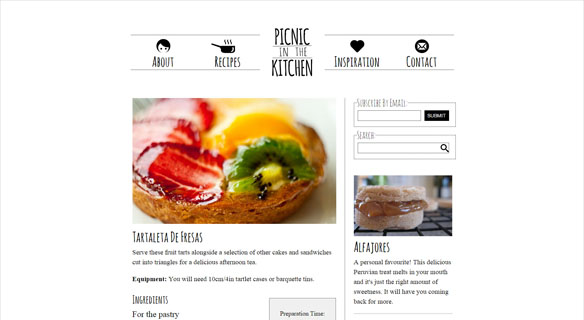 About
Recipes
PICNIC
IN THE
KITCHEN
Inspiration
Contact
Tartaleta De Fresas
Serve these fruit tarts alongside a selection of other cakes and sandwiches
cut into triangles for a delicious afternoon tea.
Equipment: You will need 10cm/4in tartlet cases or barquette tins.
Ingredients
For the pastry
Preparation Time:
Subscribe By Email
SUBMIT
Search
Alfajores
A personal favourite! This delicious
Peruvian treat melts in your mouth
and it's just the right amount of
sweetness. It will have you coming
back for more.